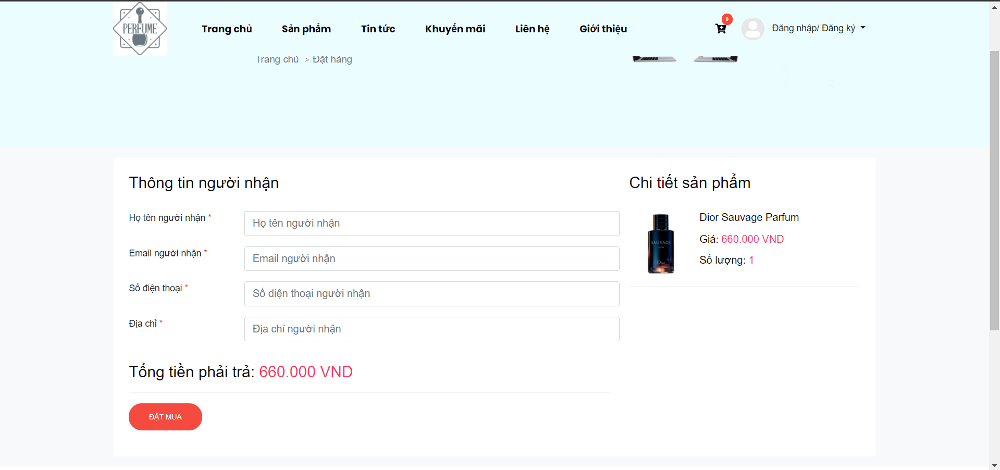 PERFUME
Trang chủ
Sản phẩm
Tin tức
Khuyến mãi
Liên hệ
Giới thiệu
0
Đăng nhập/ Đăng ký
Trang chủ > Đặt hàng
Thông tin người nhận
Họ tên người nhận *
Họ tên người nhận
Email người nhận *
Email người nhận
Số điện thoại *
Số điện thoại người nhận
Địa chỉ *
Địa chỉ người nhận
Tổng tiền phải trả: 660.000 VND
ĐẶT MUA
Chi tiết sản phẩm
SAUVAGE
Dior
Dior Sauvage Parfum
Giá: 660.000 VND
Số lượng: 1